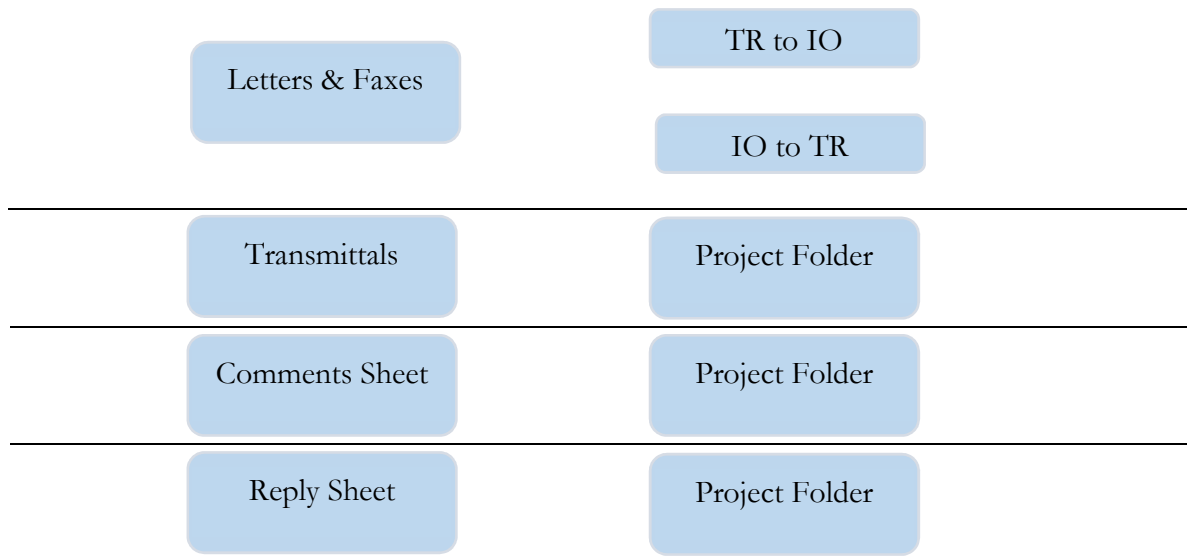 TR to IO
Letters & Faxes
IO to TR
Transmittals
Project Folder
Comments Sheet
Project Folder
Reply Sheet
Project Folder